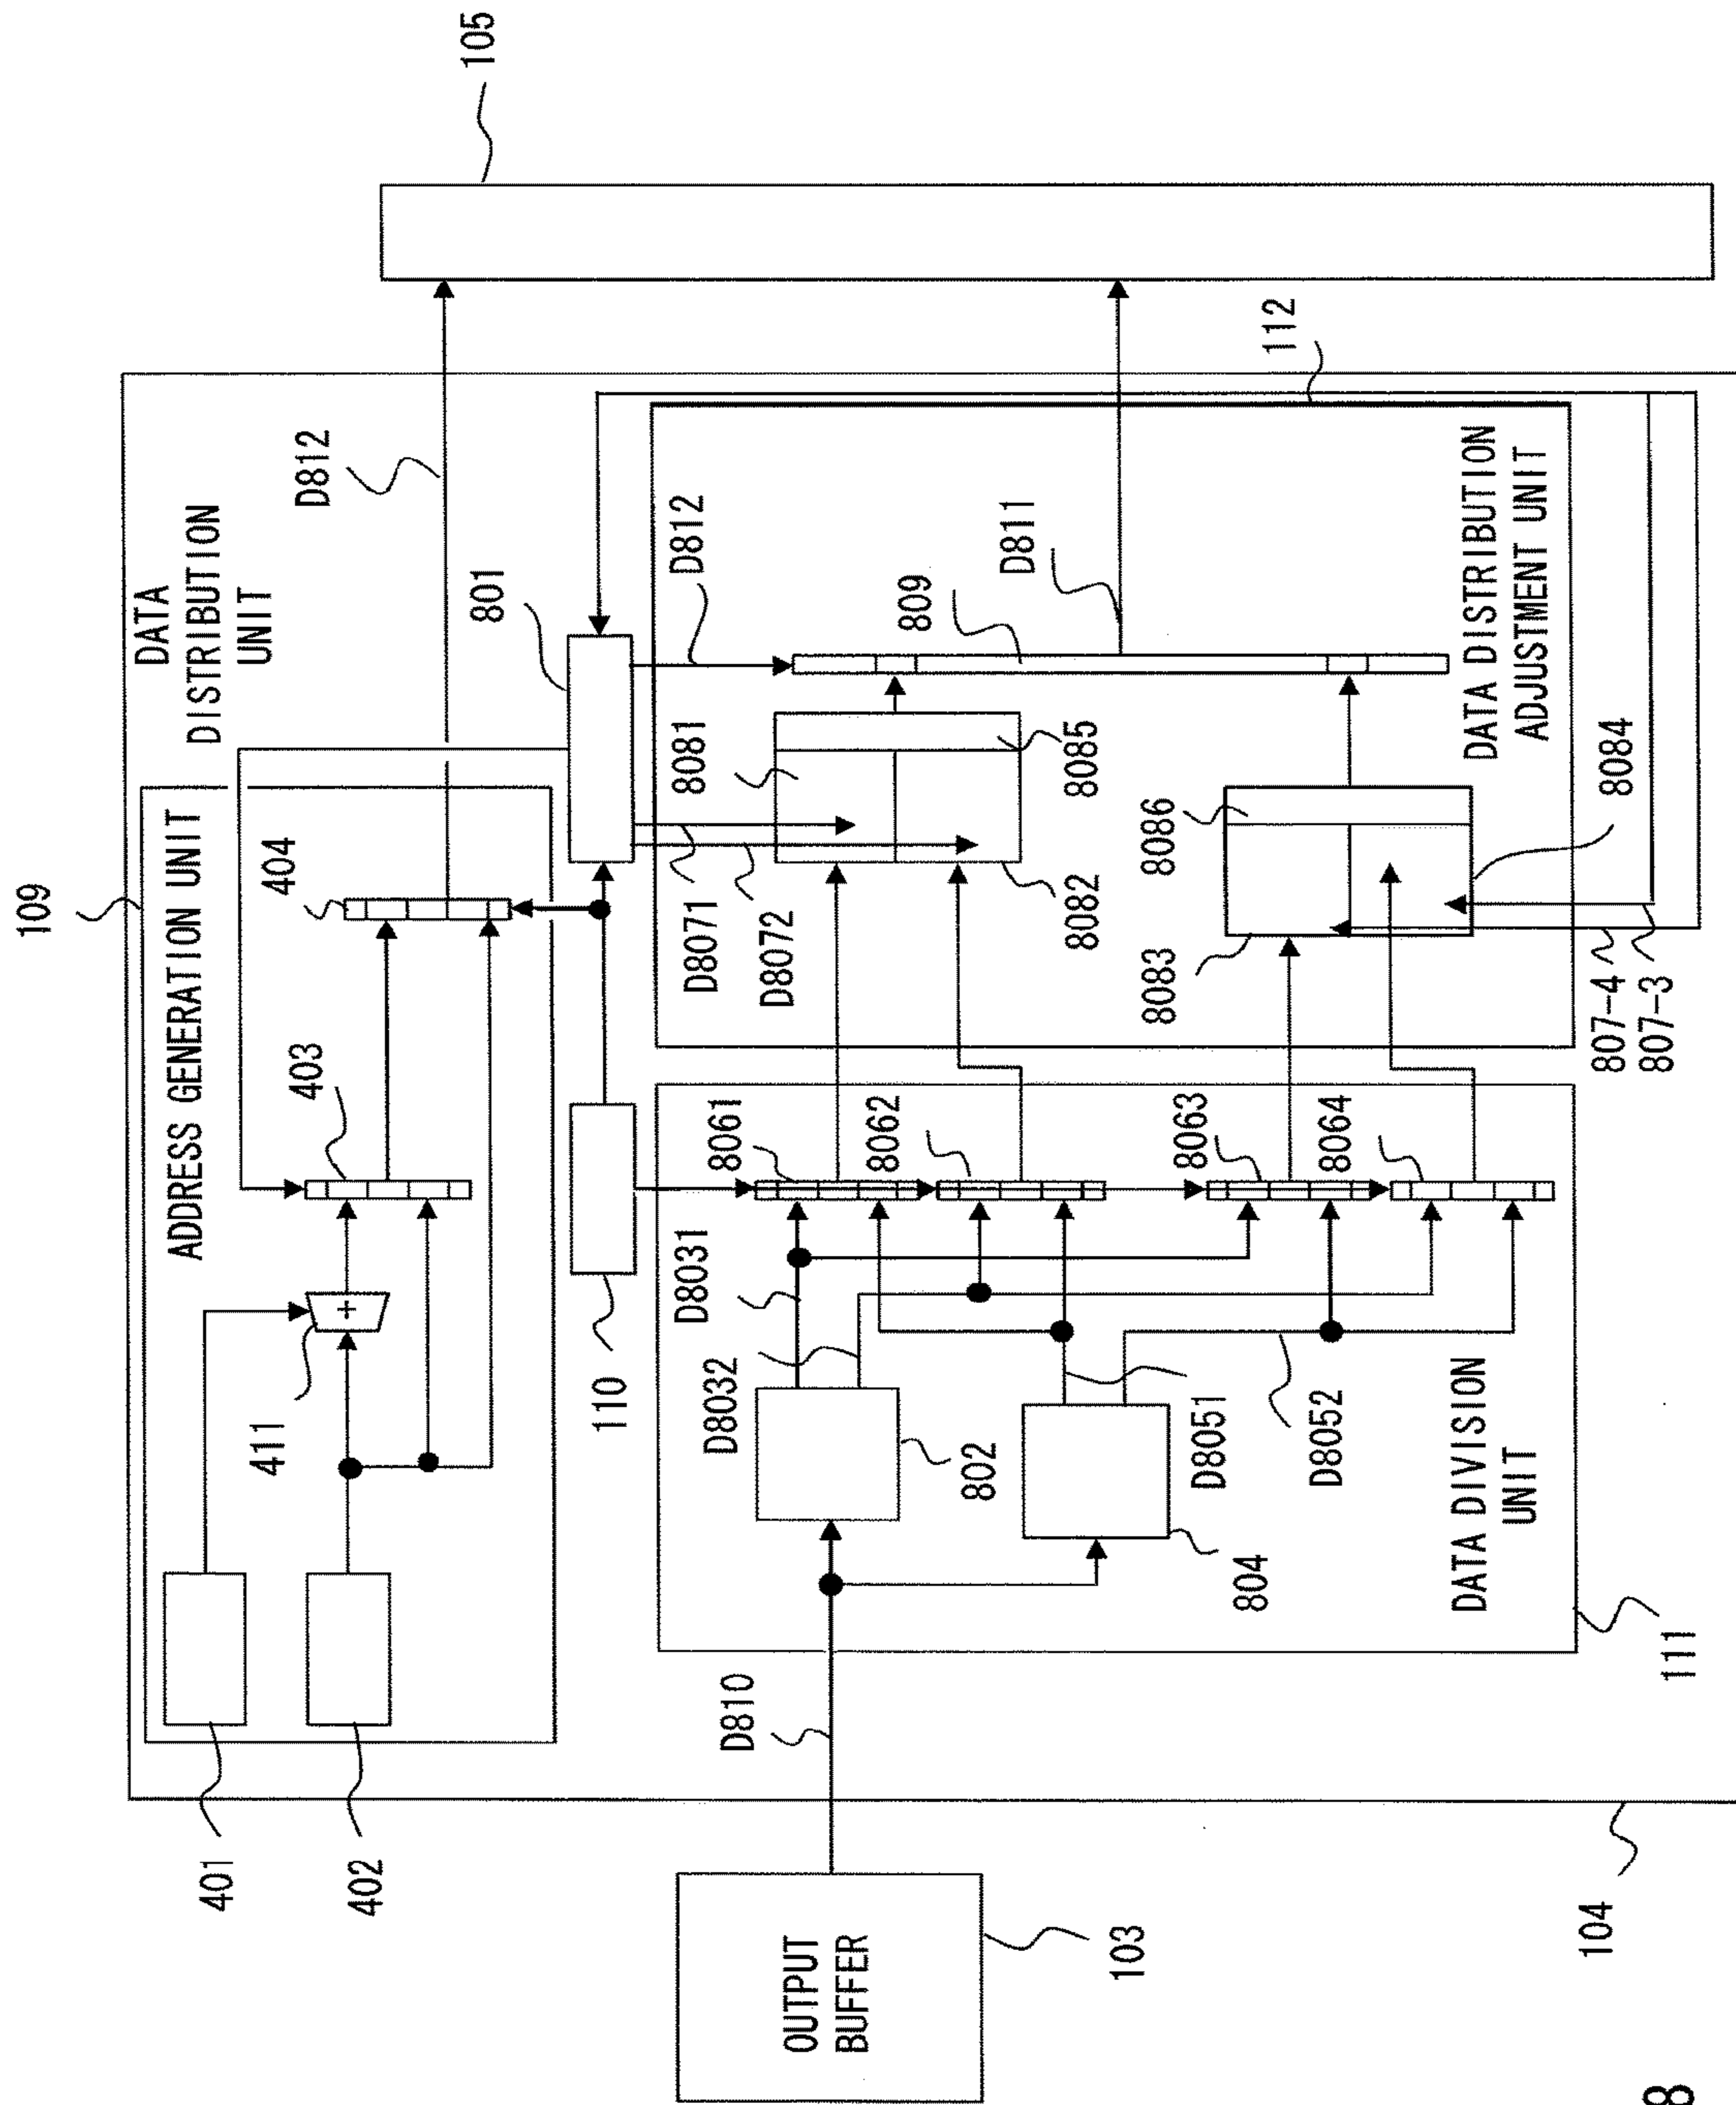 109
105
DATA
DISTRIBUTION
UNIT
ADDRESS GENERATION UNIT
404
403
411
401
402
D812
801
D812
8081
8085
809
D811
112
D8071
D8072
8082
8086
8084
8083
807-4
807-3
DATA DISTRIBUTION
ADJUSTMENT UNIT
110
8061
8062
8063
8064
D8031
D8032
802
D8051
D8052
804
DATA DIVISION
UNIT
111
D810
OUTPUT
BUFFER
103
104
8